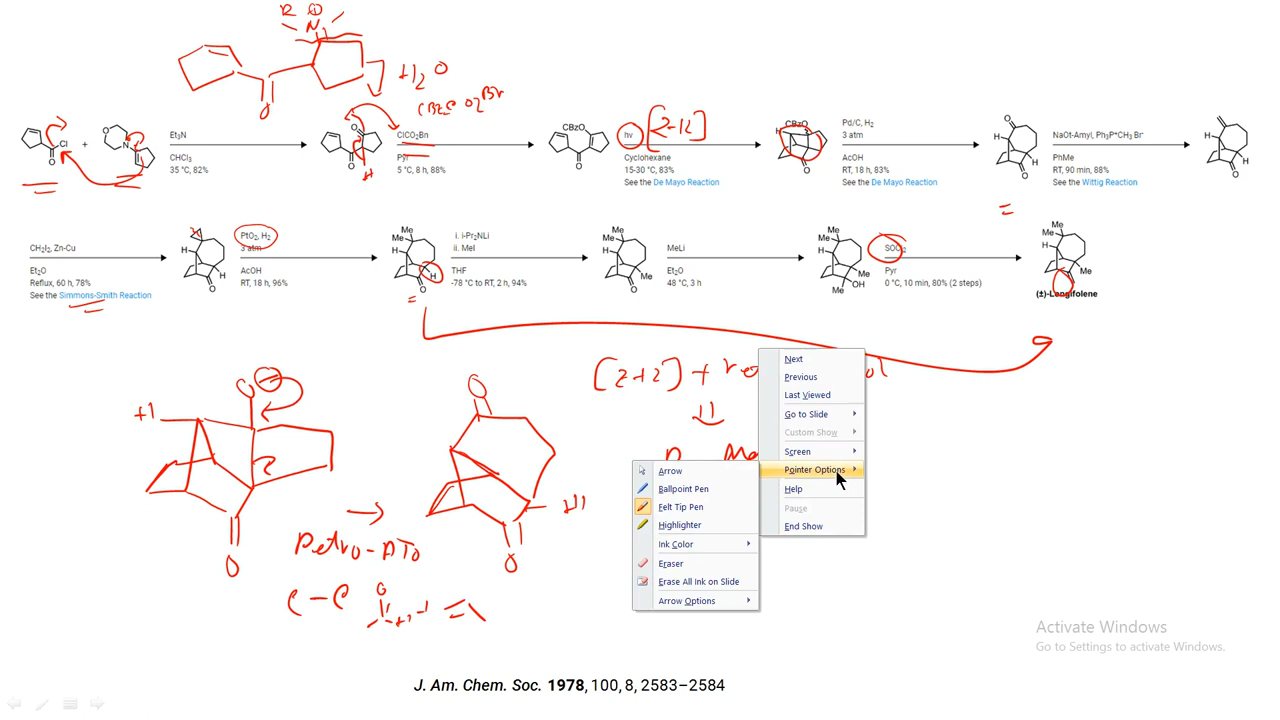 R ⊕
N
O
+ H2O
Et₃N
CHCl₃
35 °C, 82%
Cl
O
+
O
N
O
O
H
ClCO₂Bn
Pyr
5 °C, 8 h, 88%
CBzO
O
hv
[2+2]
Cyclohexane
15-30 °C, 83%
See the De Mayo Reaction
H
CBzO
O
Pd/C, H₂
3 atm
AcOH
RT, 18 h, 83%
See the De Mayo Reaction
O
H
H
O
NaOt-Amyl, Ph₃P⁺CH₃ Br⁻
PhMe
RT, 90 min, 88%
See the Wittig Reaction
H
H
O
CH₂I₂, Zn-Cu
Et₂O
Reflux, 60 h, 78%
See the Simmons-Smith Reaction
H
H
O
PtO₂, H₂
3 atm
AcOH
RT, 18 h, 96%
Me
Me
H
H
O
i. i-Pr₂NLi
ii. MeI
THF
-78 °C to RT, 2 h, 94%
Me
Me
H
Me
O
MeLi
Et₂O
48 °C, 3 h
Me
Me
H
Me
Me
OH
SOCl₂
Pyr
0 °C, 10 min, 80% (2 steps)
Me
Me
H
Me
(±)-Longifolene
[2+2] +
O
O
O
O
Retro-
C-C
Next
Previous
Last Viewed
Go to Slide
Custom Show
Screen
Pointer Options
Help
Pause
End Show
Arrow
Ballpoint Pen
Felt Tip Pen
Highlighter
Ink Color
Eraser
Erase All Ink on Slide
Arrow Options
Activate Windows
Go to Settings to activate Windows.
J. Am. Chem. Soc. 1978, 100, 8, 2583–2584